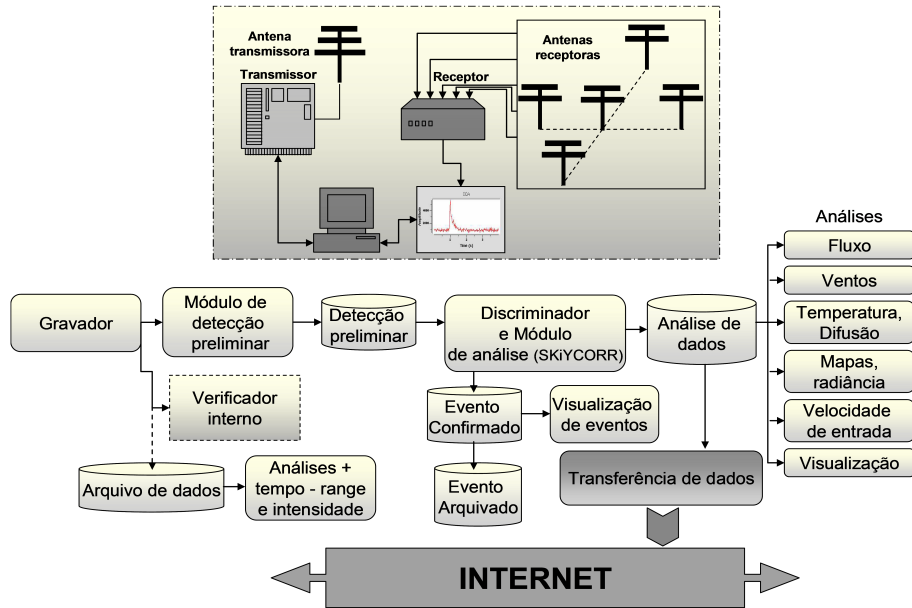 Antena
transmissora
Transmissor
Receptor
Antenas
receptoras
Time (s)
Análises
Fluxo
Ventos
Temperatura,
Difusão
Mapas,
radiância
Velocidade
de entrada
Visualização
Gravador
Módulo de
detecção
preliminar
Detecção
preliminar
Discriminador
e Módulo
de análise (SKiYCORR)
Análise de
dados
Verificador
interno
Evento
Confirmado
Visualização
de eventos
Arquivo de dados
Análises +
tempo - range
e intensidade
Evento
Arquivado
Transferência de dados
INTERNET